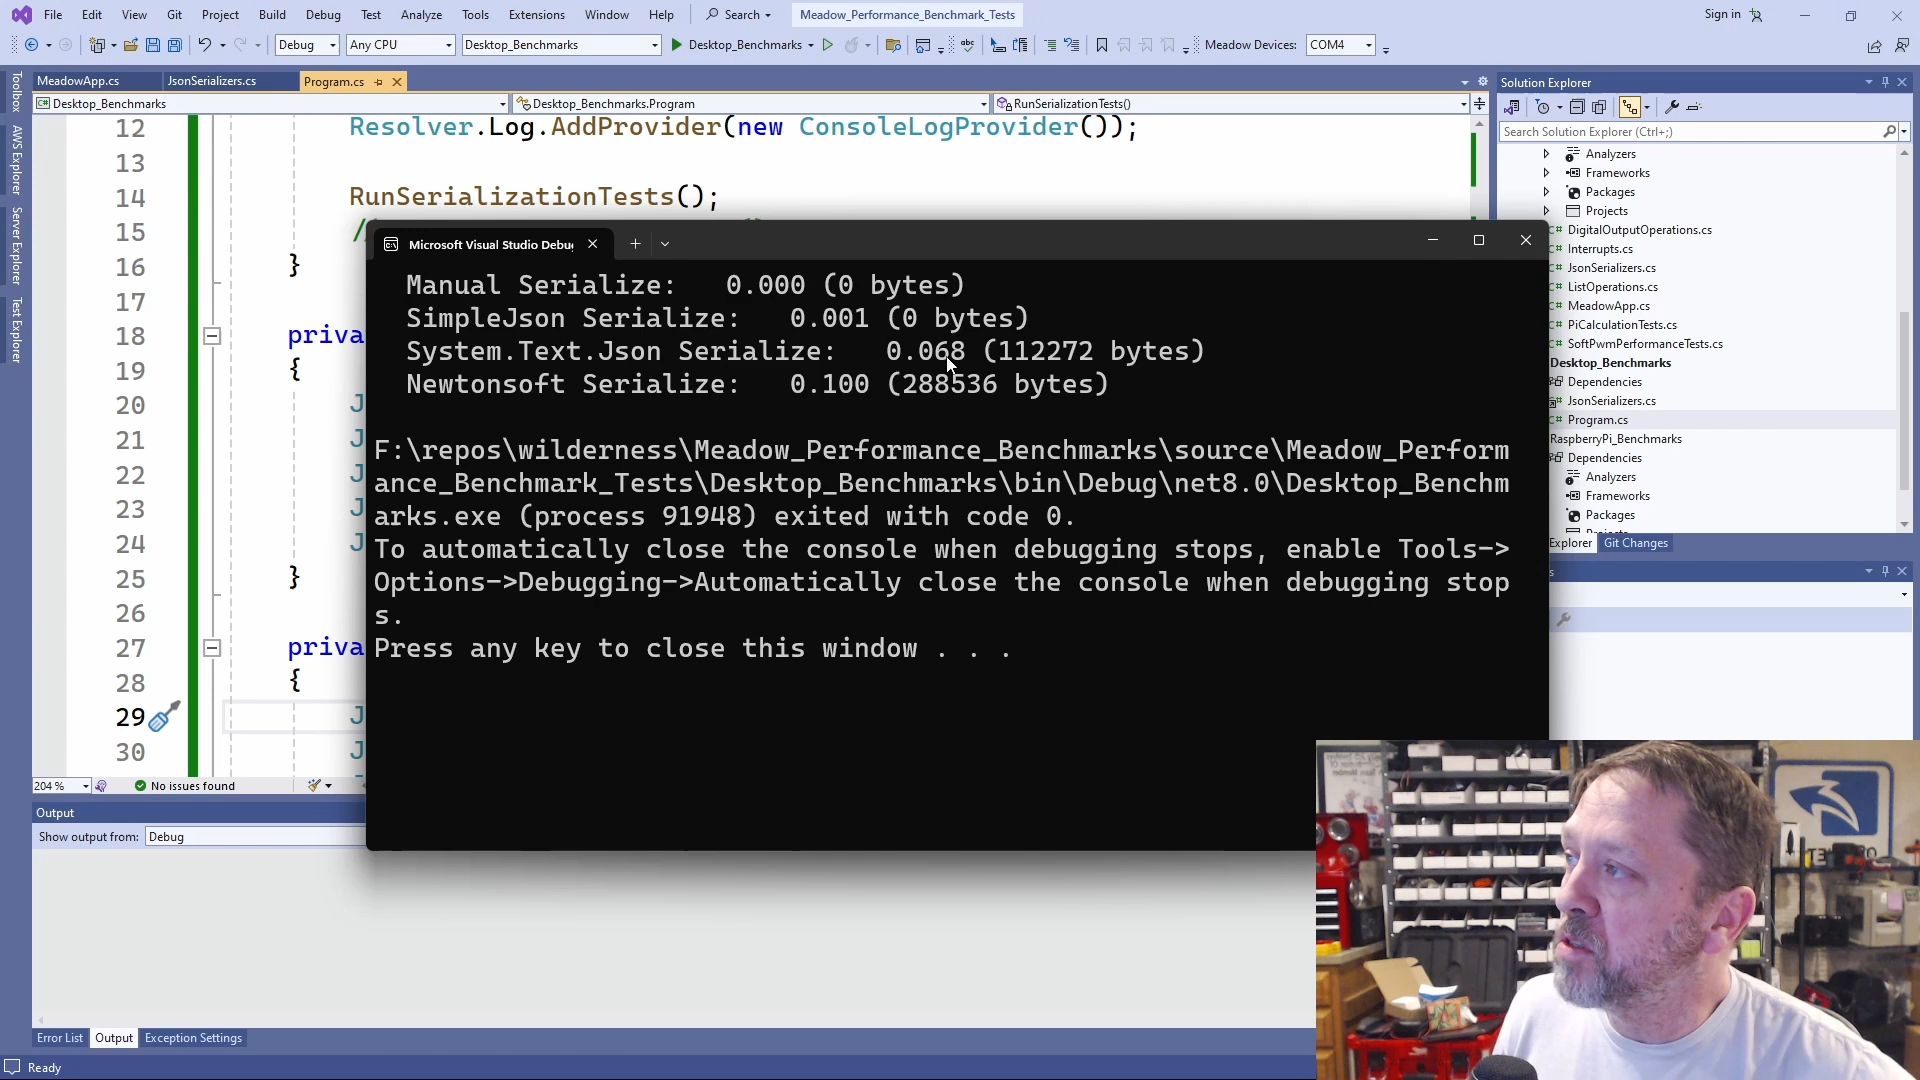 File Edit View Git Project Build Debug Test Analyze Tools Extensions Window Help Search Meadow_Performance_Benchmark_Tests Sign in
Debug Any CPU Desktop_Benchmarks Desktop_Benchmarks Meadow Devices: COM4
MeadowApp.cs JsonSerializers.cs Program.cs
Desktop_Benchmarks Desktop_Benchmarks.Program RunSerializationTests()
Toolbox
AWS Explorer
Server Explorer
Test Explorer
12 Resolver.Log.AddProvider(new ConsoleLogProvider());
13
14 RunSerializationTests();
15 //
16 }
17
18 priva
19 {
20 J
21 J
22 J
23 J
24 J
25 }
26
27 priva
28 {
29 J
30 J
Microsoft Visual Studio Debug
Manual Serialize: 0.000 (0 bytes)
SimpleJson Serialize: 0.001 (0 bytes)
System.Text.Json Serialize: 0.068 (112272 bytes)
Newtonsoft Serialize: 0.100 (288536 bytes)
F:\repos\wilderness\Meadow_Performance_Benchmarks\source\Meadow_Perform
ance_Benchmark_Tests\Desktop_Benchmarks\bin\Debug\net8.0\Desktop_Benchm
arks.exe (process 91948) exited with code 0.
To automatically close the console when debugging stops, enable Tools->
Options->Debugging->Automatically close the console when debugging stop
s.
Press any key to close this window . . .
204 % No issues found
Output
Show output from: Debug
Error List Output Exception Settings
Ready
Solution Explorer
Search Solution Explorer (Ctrl+;)
Analyzers
Frameworks
Packages
Projects
C# DigitalOutputOperations.cs
C# Interrupts.cs
C# JsonSerializers.cs
C# ListOperations.cs
C# MeadowApp.cs
C# PiCalculationTests.cs
C# SoftPwmPerformanceTests.cs
Desktop_Benchmarks
Dependencies
JsonSerializers.cs
C# Program.cs
RaspberryPi_Benchmarks
Dependencies
Analyzers
Frameworks
Packages
Explorer Git Changes
s